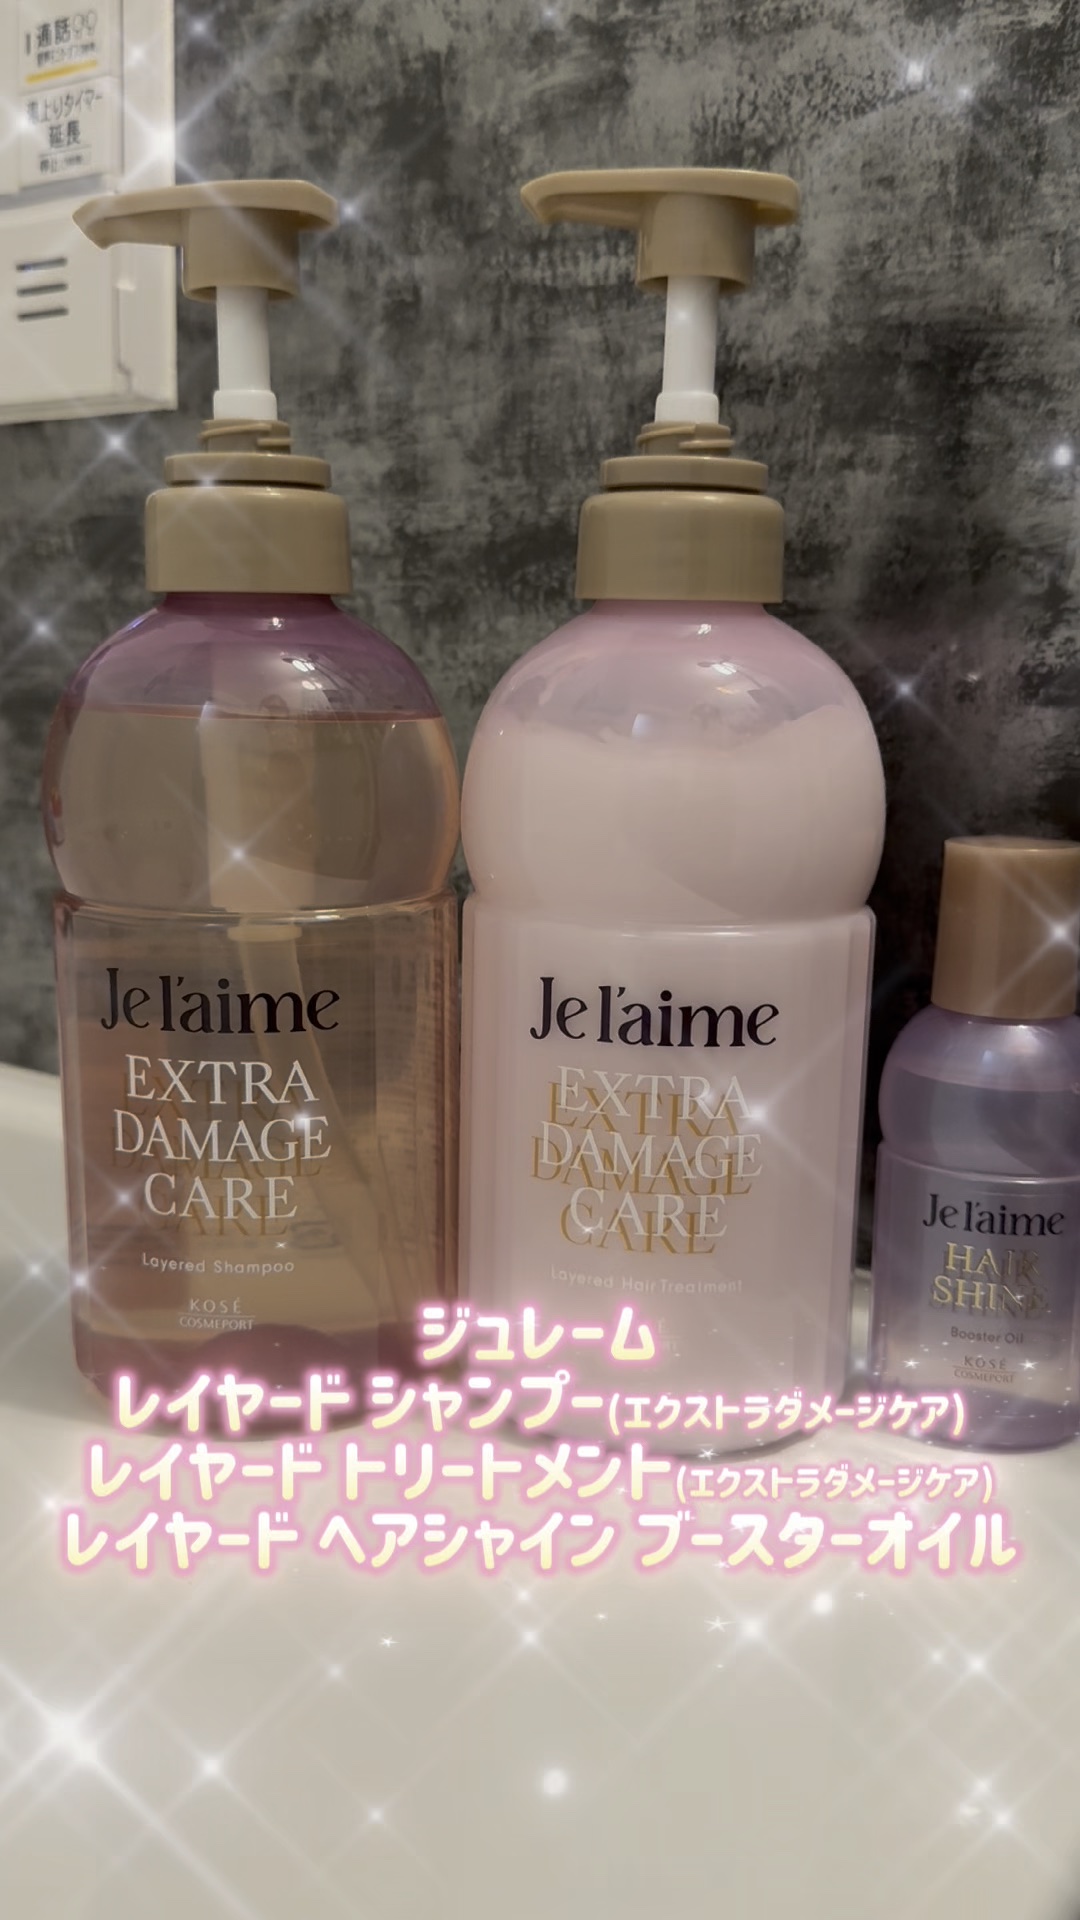 通話
湯上りタイマー
延長
Je l'aime
EXTRA
DAMAGE
CARE
Layered Shampoo
KOSÉ
COSMEPORT
Je l'aime
EXTRA
DAMAGE
CARE
Layered Hair Treatment
Je l'aime
HAIR
SHINE
Booster Oil
KOSÉ
COSMEPORT
ジュレーム
レイヤード シャンプー(エクストラダメージケア)
レイヤード トリートメント(エクストラダメージケア)
レイヤード ヘアシャイン ブースターオイル